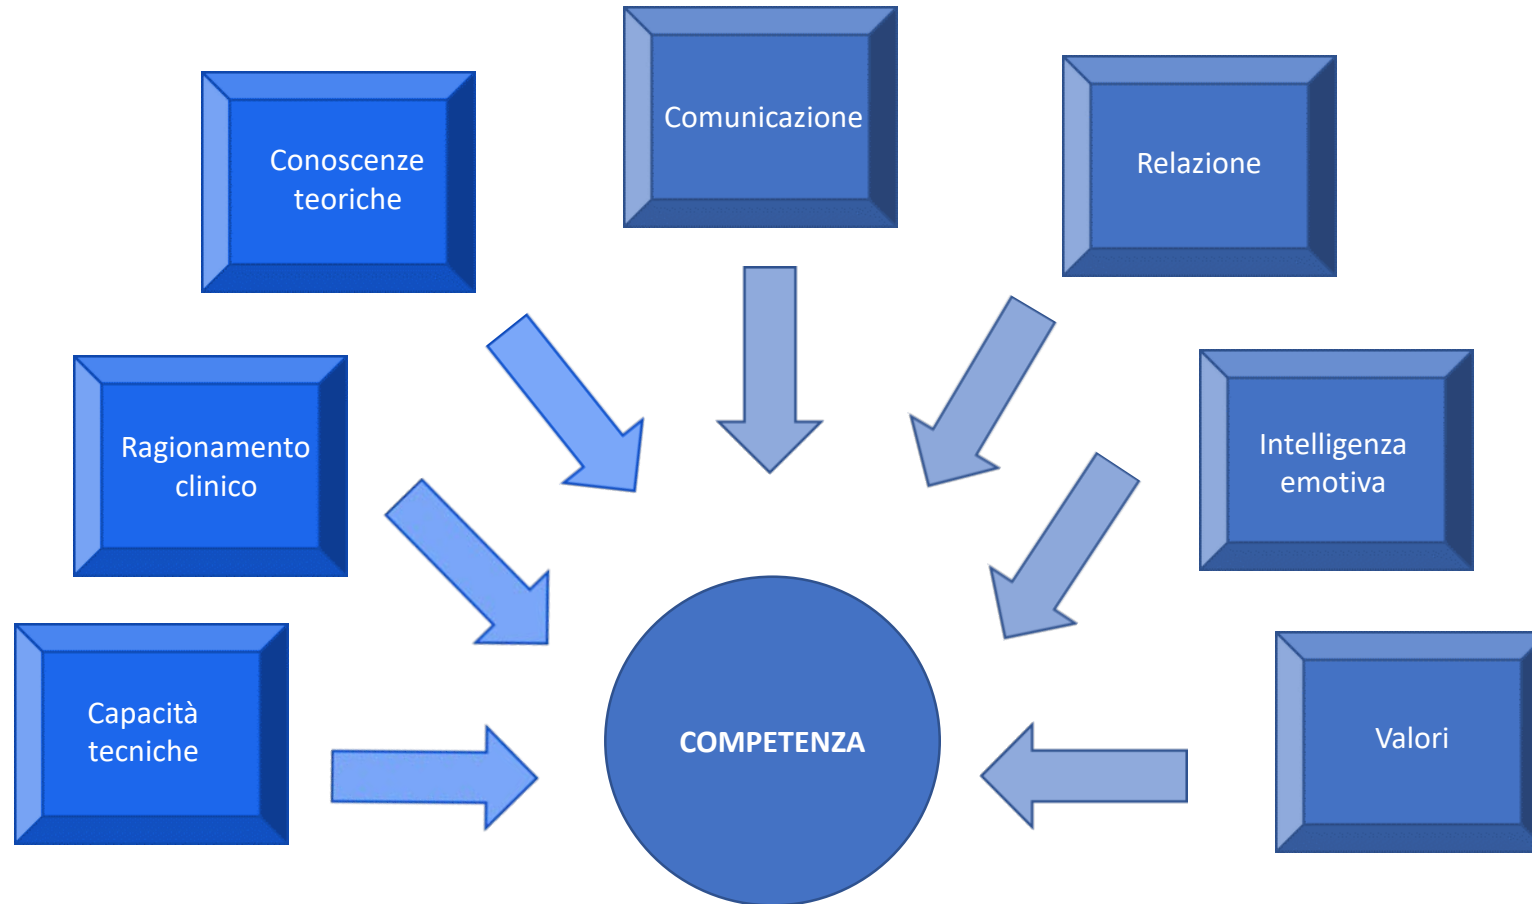 Comunicazione
Conoscenze
teoriche
Relazione
Ragionamento
clinico
Intelligenza
emotiva
Capacità
tecniche
COMPETENZA
Valori